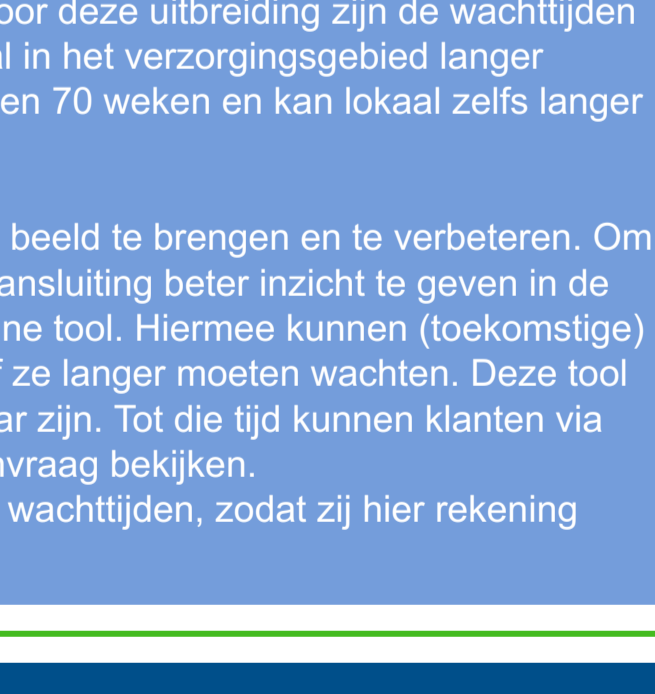 oor deze uitbreiding zijn de wachttijden
l in het verzorgingsgebied langer
en 70 weken en kan lokaal zelfs langer
beeld te brengen en te verbeteren. Om
ansluiting beter inzicht te geven in de
ne tool. Hiermee kunnen (toekomstige)
ze langer moeten wachten. Deze tool
ar zijn. Tot die tijd kunnen klanten via
nvraag bekijken.
wachttijden, zodat zij hier rekening